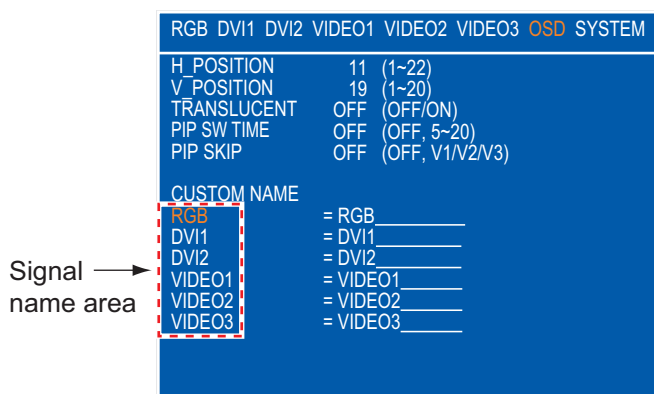 RGB DVI1 DVI2 VIDEO1 VIDEO2 VIDEO3 OSD SYSTEM
H_POSITION 11 (1~22)
V_POSITION 19 (1~20)
TRANSLUCENT OFF (OFF/ON)
PIP SW TIME OFF (OFF, 5~20)
PIP SKIP OFF (OFF, V1/V2/V3)
CUSTOM NAME
RGB = RGB________
DVI1 = DVI1________
DVI2 = DVI2________
VIDEO1 = VIDEO1______
VIDEO2 = VIDEO2______
VIDEO3 = VIDEO3______
Signal
name area